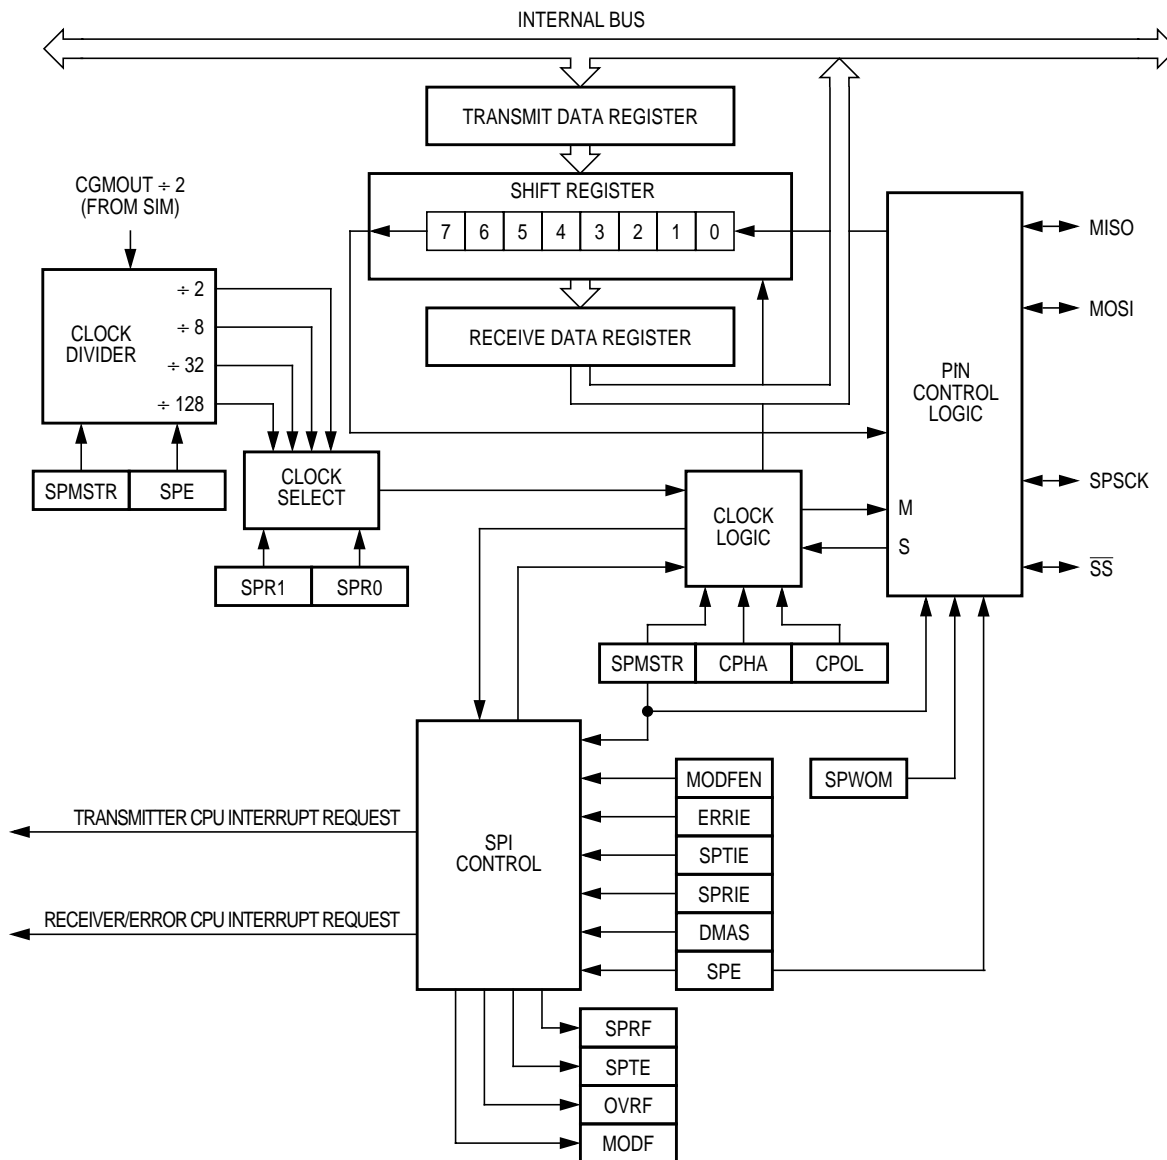 INTERNAL BUS
TRANSMIT DATA REGISTER
SHIFT REGISTER
7 6 5 4 3 2 1 0
CGMOUT ÷ 2
(FROM SIM)
÷ 2
÷ 8
÷ 32
÷ 128
CLOCK
DIVIDER
RECEIVE DATA REGISTER
PIN
CONTROL
LOGIC
MISO
MOSI
SPSCK
S̅S̅
M
S
SPMSTR
SPE
CLOCK
SELECT
SPR1
SPR0
CLOCK
LOGIC
SPMSTR
CPHA
CPOL
SPI
CONTROL
MODFEN
ERRIE
SPTIE
SPRIE
DMAS
SPE
SPWOM
TRANSMITTER CPU INTERRUPT REQUEST
RECEIVER/ERROR CPU INTERRUPT REQUEST
SPRF
SPTE
OVRF
MODF